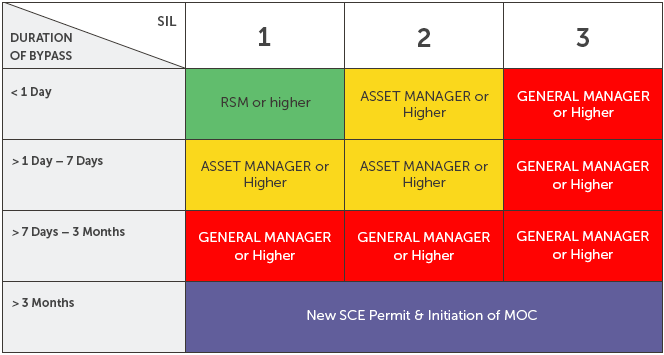 SIL
DURATION
OF BYPASS
1
2
3
< 1 Day
RSM or higher
ASSET MANAGER or
Higher
GENERAL MANAGER
or Higher
> 1 Day – 7 Days
ASSET MANAGER or
Higher
ASSET MANAGER or
Higher
GENERAL MANAGER
or Higher
> 7 Days – 3 Months
GENERAL MANAGER
or Higher
GENERAL MANAGER
or Higher
GENERAL MANAGER
or Higher
> 3 Months
New SCE Permit & Initiation of MOC